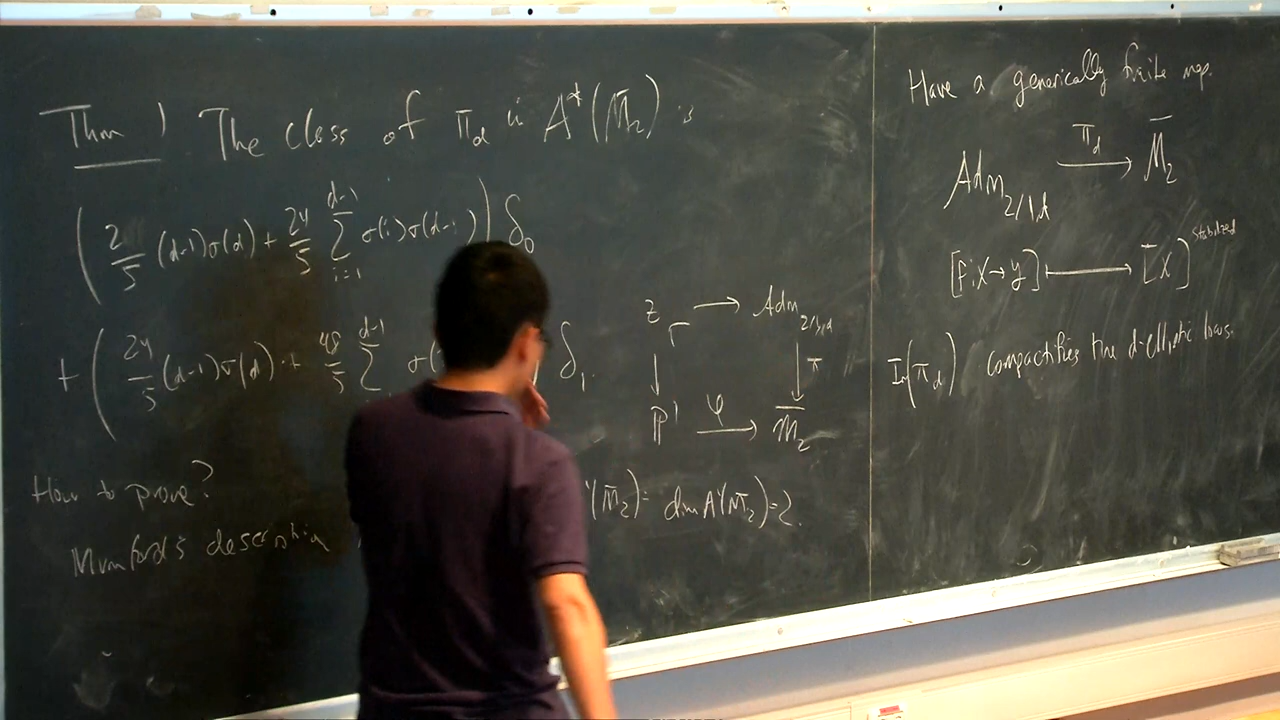 Thm 1 The class of π_d in A*(M̄_2) is
( 2/5 (d-1)σ(d) + 24/5 ∑_{i=1}^{d-1} σ(i)σ(d-i) ) δ_0
+ ( 24/5 (d-1)σ(d) + 48/5 ∑^{d-1} σ( δ_1.
How to prove?
Mumford's description
(M̄_2) = dim A^1(M̄_2) = 2.
Z → Adm_{2/1,d}
↓ ↓ π
P^1 φ→ M̄_2
Have a generically finite map.
Adm_{2/1,d} π_d→ M̄_2
[f:X→Y] ⟼ [X]^{stabilized}
Im(π_d) compactifies the d-elliptic locus.